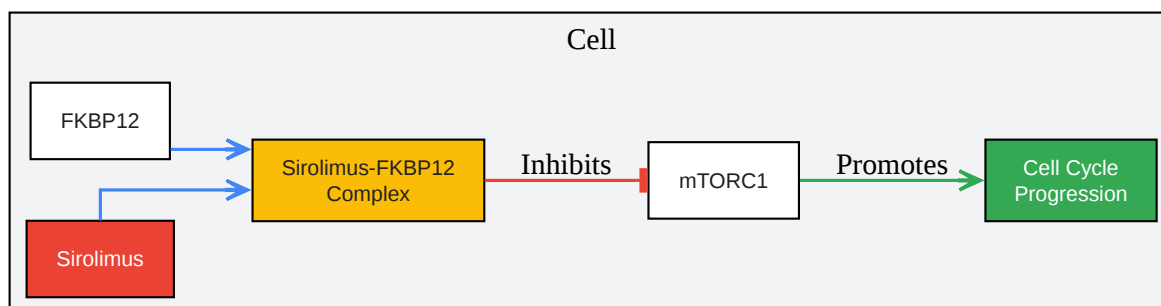 Cell
FKBP12
Sirolimus-FKBP12
Complex
Inhibits
mTORC1
Promotes
Cell Cycle
Progression
Sirolimus